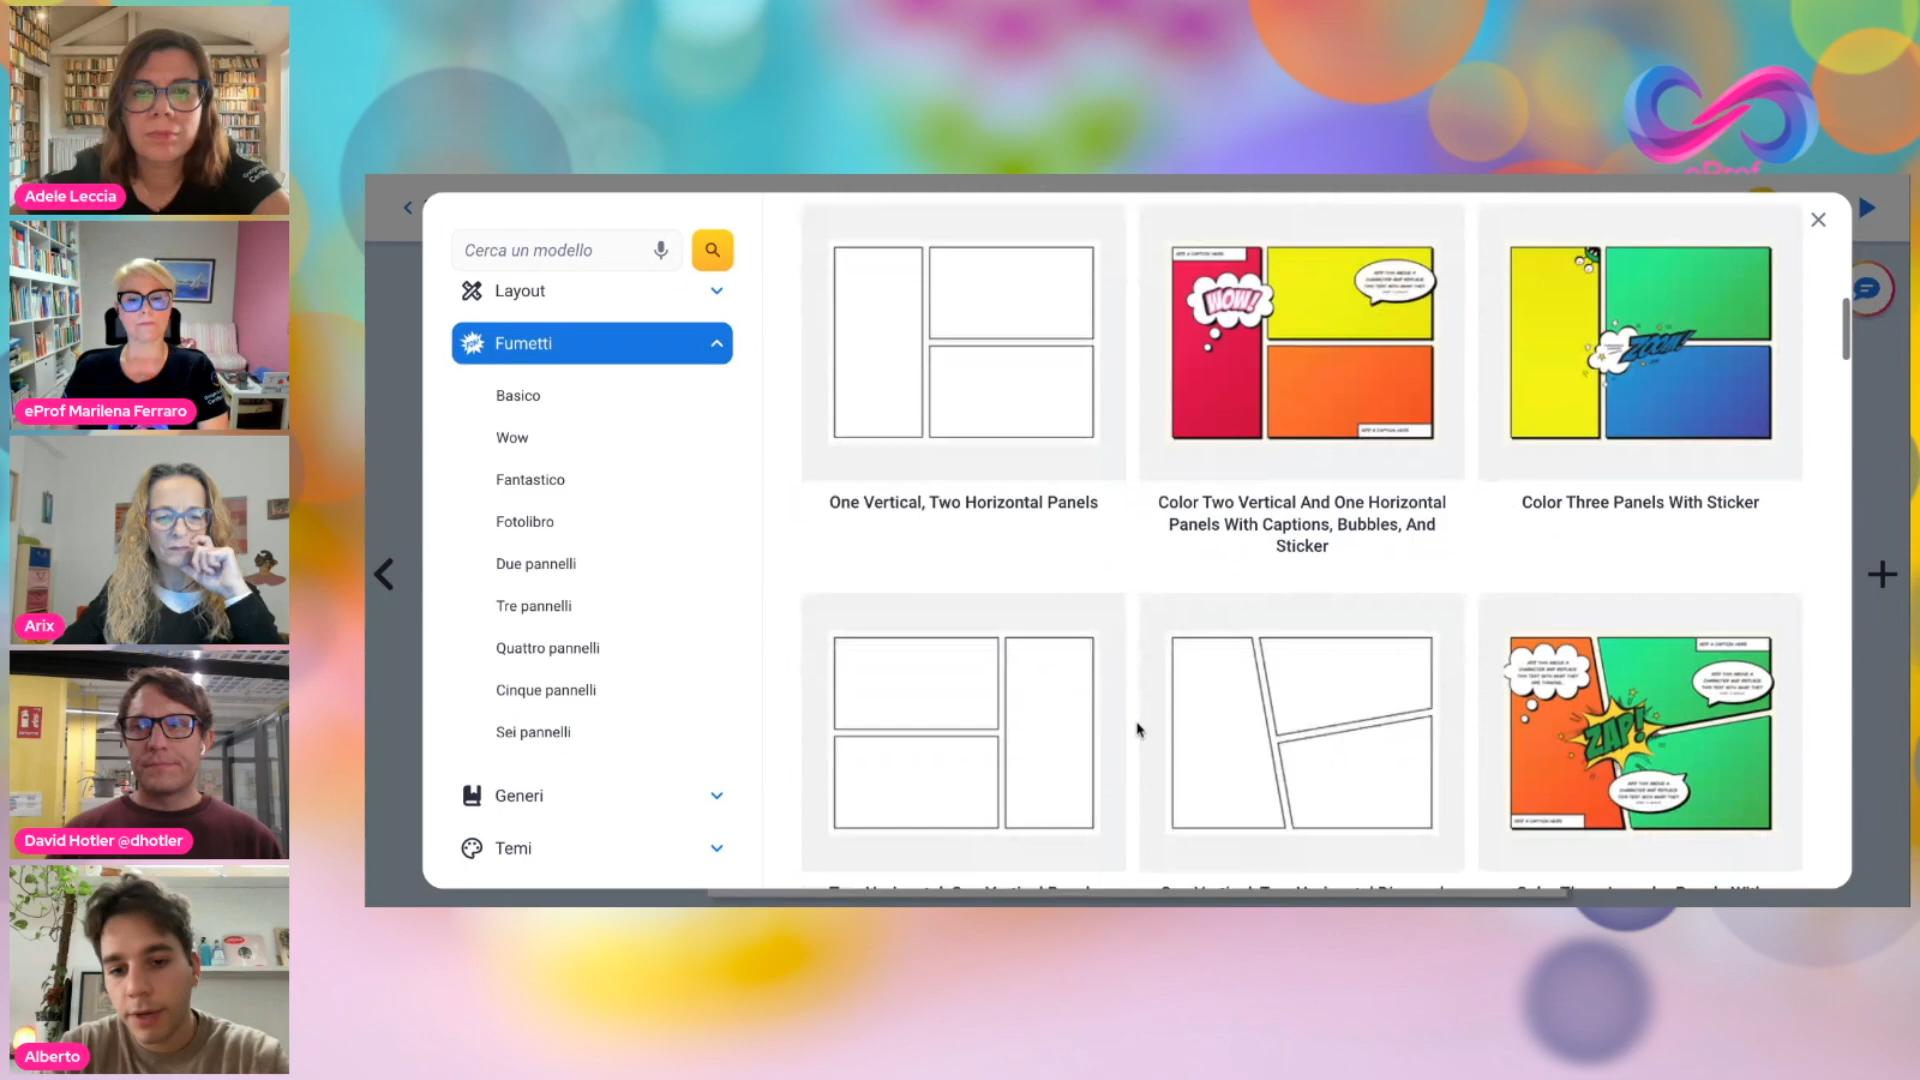 Adele Leccia
eProf Marilena Ferraro
Arix
David Hotler @dhotler
Alberto
eProf
Cerca un modello
Layout
Fumetti
Basico
Wow
Fantastico
Fotolibro
Due pannelli
Tre pannelli
Quattro pannelli
Cinque pannelli
Sei pannelli
Generi
Temi
WOW!
ZOOM!
One Vertical, Two Horizontal Panels
Color Two Vertical And One Horizontal
Panels With Captions, Bubbles, And
Sticker
Color Three Panels With Sticker
ZAP!